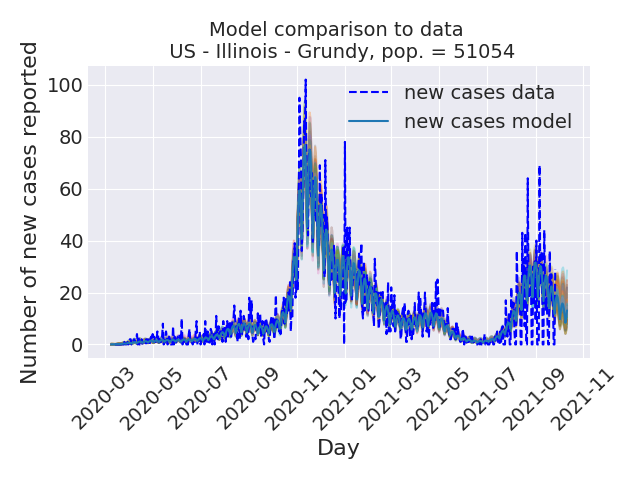 Model comparison to data
US - Illinois - Grundy, pop. = 51054
Number of new cases reported
100
80
60
40
20
0
new cases data
new cases model
2020-03
2020-05
2020-07
2020-09
2020-11
2021-01
2021-03
2021-05
2021-07
2021-09
2021-11
Day